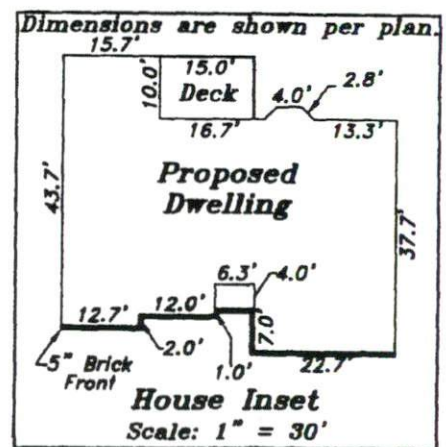 Dimensions are shown per plan.
15.7'
10.0'
15.0'
Deck
4.0'
2.8'
16.7'
13.3'
43.7'
Proposed
Dwelling
37.7'
6.3'
4.0'
12.7'
12.0'
7.0'
5" Brick
Front
2.0'
1.0'
22.7'
House Inset
Scale: 1" = 30'